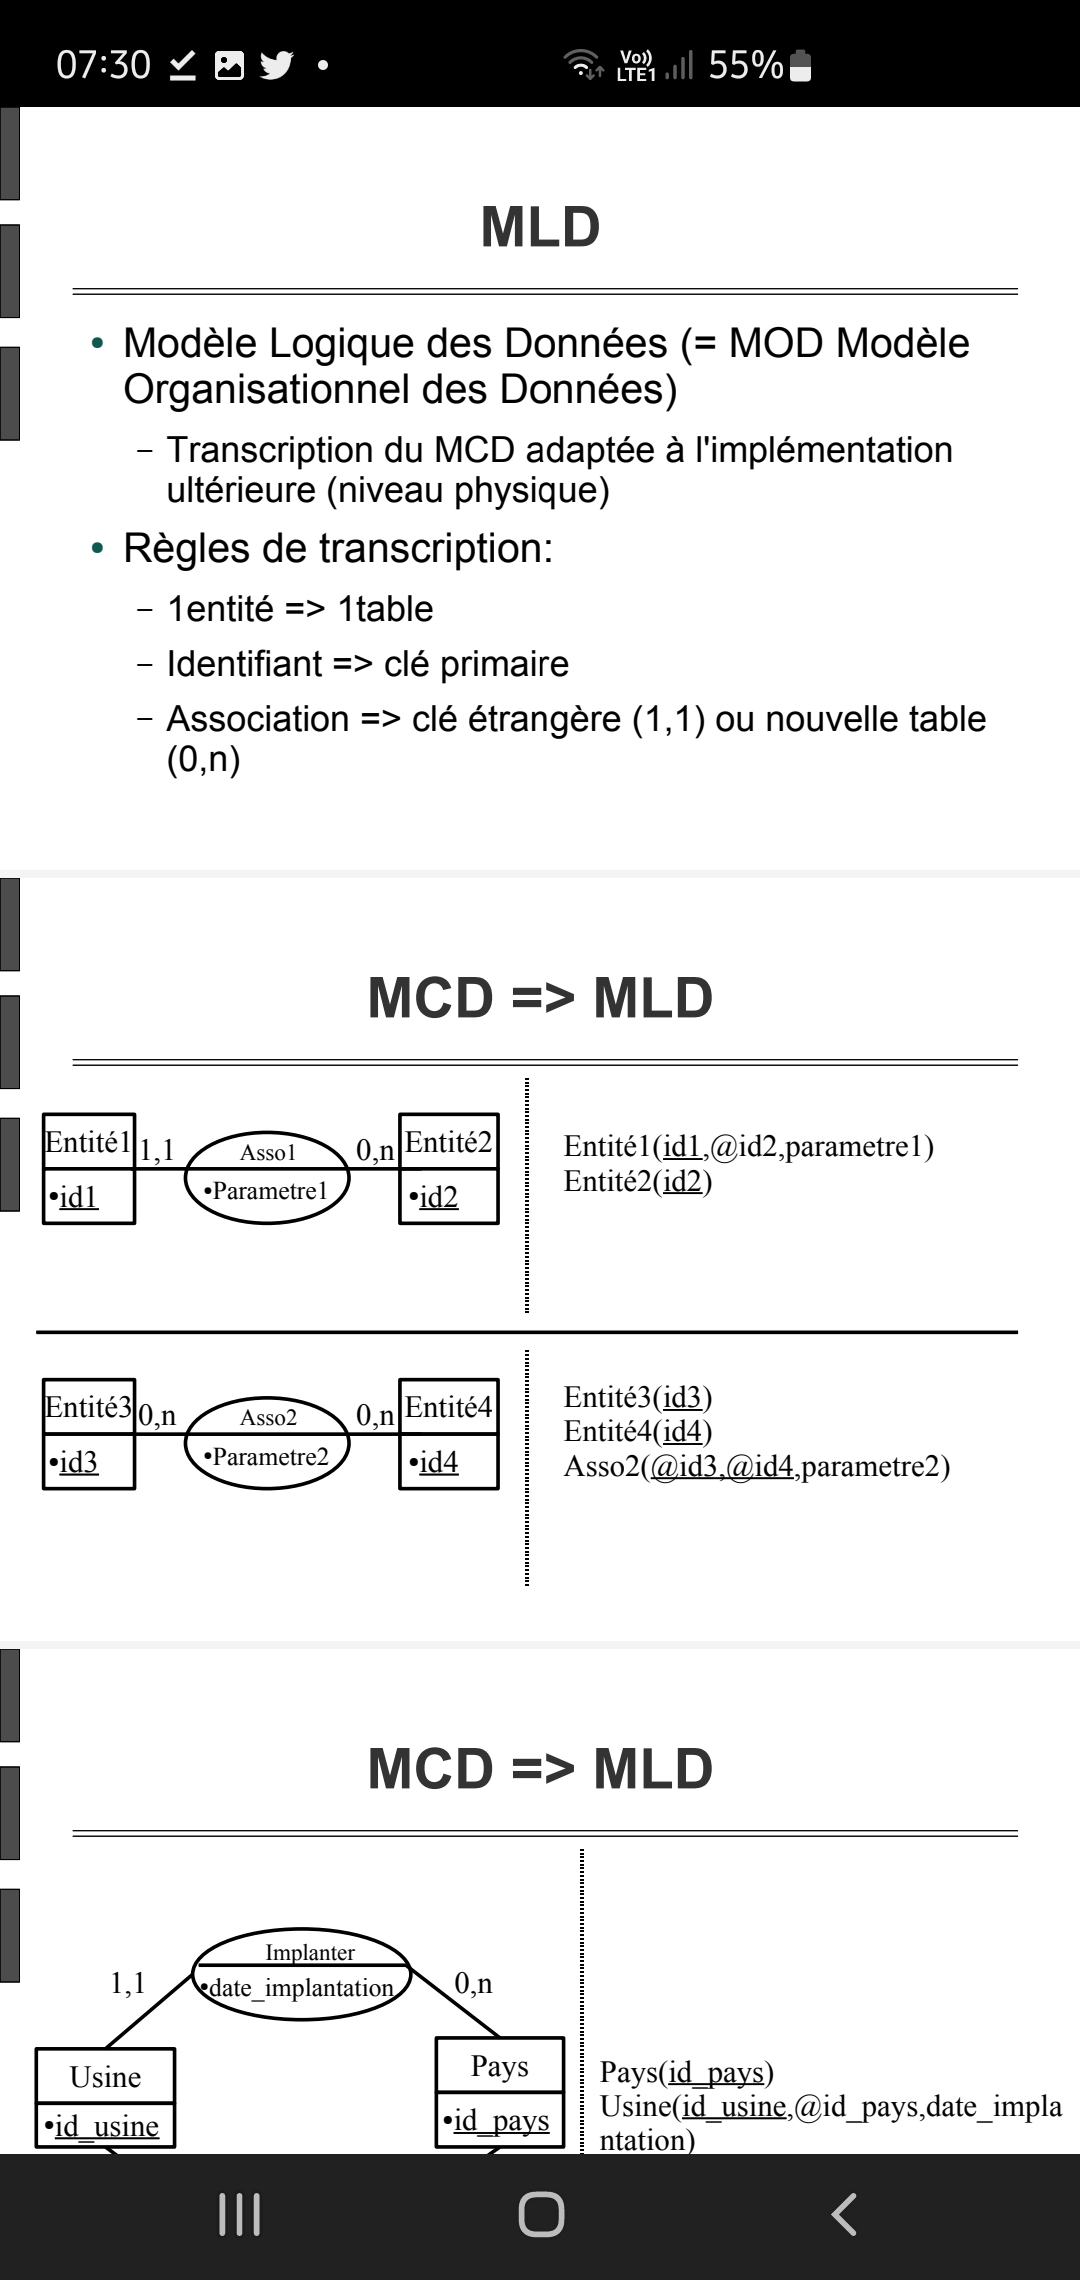 07:30
Vo))
LTE1
55%
MLD
• Modèle Logique des Données (= MOD Modèle
Organisationnel des Données)
– Transcription du MCD adaptée à l'implémentation
ultérieure (niveau physique)
• Règles de transcription:
– 1entité => 1table
– Identifiant => clé primaire
– Association => clé étrangère (1,1) ou nouvelle table
(0,n)
MCD => MLD
Entité1
1,1
Asso1
0,n
Entité2
•id1
•Parametre1
•id2
Entité1(id1,@id2,parametre1)
Entité2(id2)
Entité3
0,n
Asso2
0,n
Entité4
•id3
•Parametre2
•id4
Entité3(id3)
Entité4(id4)
Asso2(@id3,@id4,parametre2)
MCD => MLD
Implanter
1,1
•date_implantation
0,n
Usine
•id_usine
Pays
•id_pays
Pays(id_pays)
Usine(id_usine,@id_pays,date_impla
ntation)